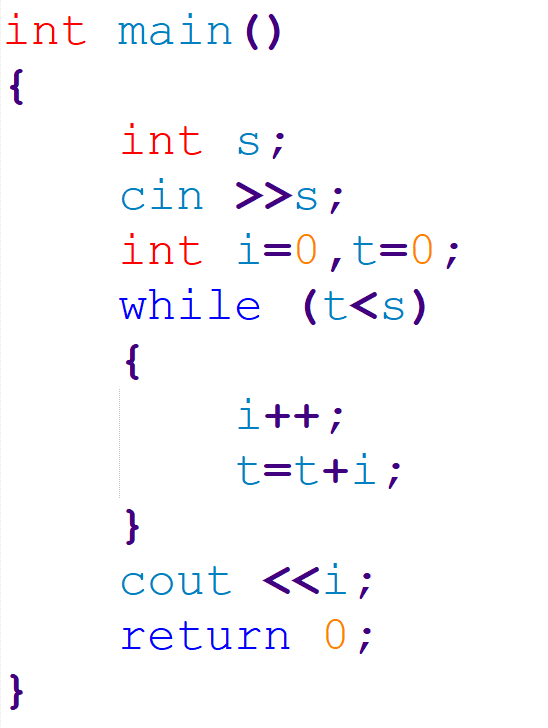 int main()
{
int s;
cin >>s;
int i=0,t=0;
while (t<s)
{
i++;
t=t+i;
}
cout <<i;
return 0;
}